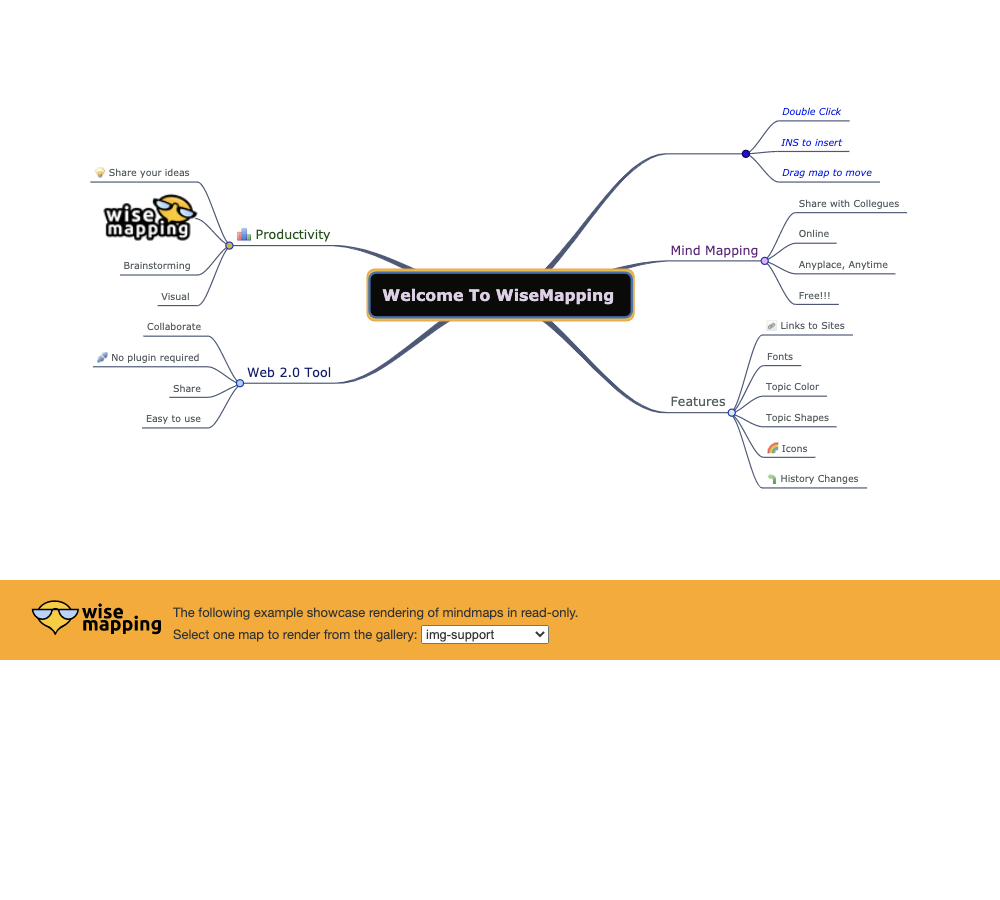 Double Click
INS to insert
Drag map to move
Share your ideas
wise
mapping
Productivity
Brainstorming
Visual
Share with Collegues
Mind Mapping
Online
Anyplace, Anytime
Free!!!
Welcome To WiseMapping
Collaborate
No plugin required
Web 2.0 Tool
Share
Easy to use
Links to Sites
Fonts
Topic Color
Features
Topic Shapes
Icons
History Changes
wise
mapping
The following example showcase rendering of mindmaps in read-only.
Select one map to render from the gallery: img-support